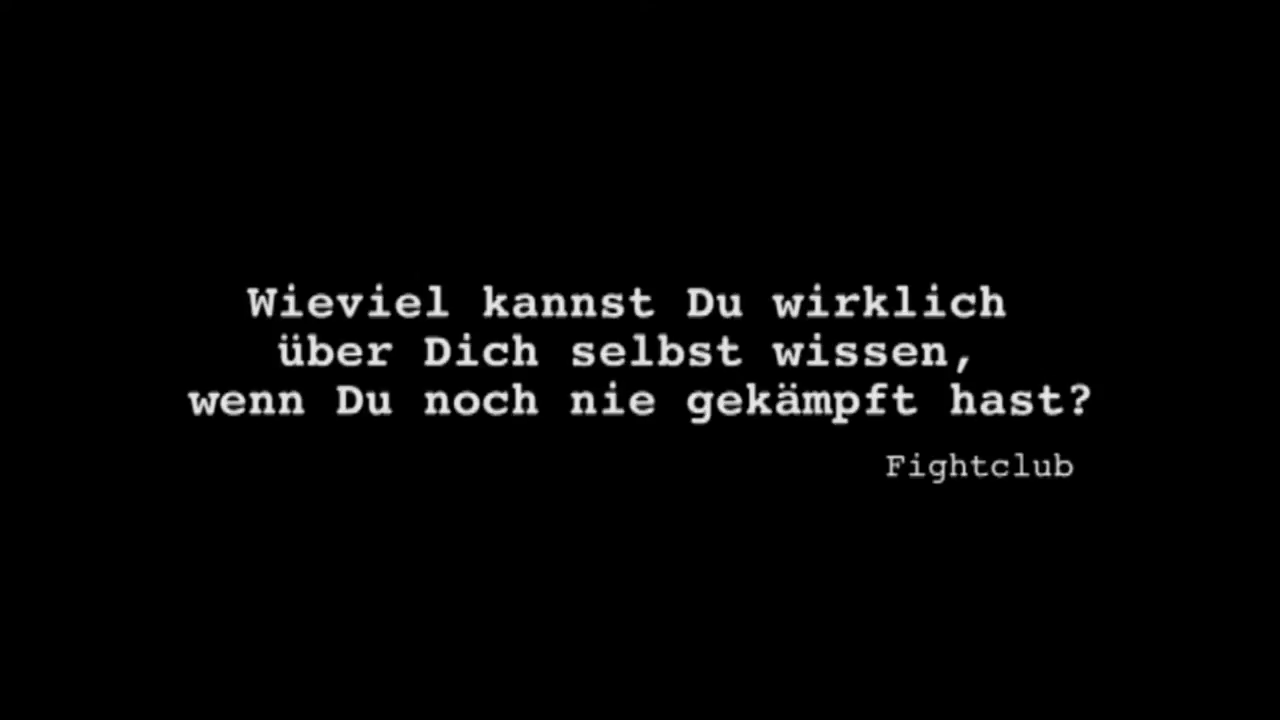 Wieviel kannst Du wirklich
über Dich selbst wissen,
wenn Du noch nie gekämpft hast?
Fightclub